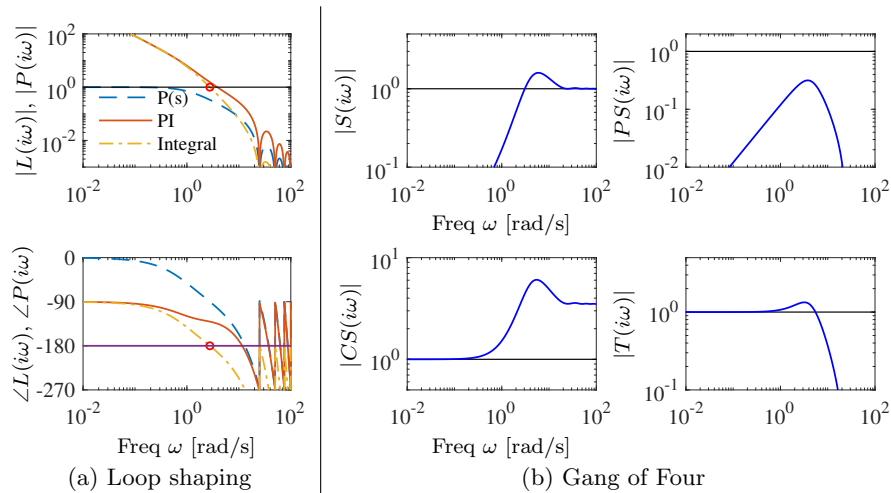 |L(iω)|, |P(iω)|
10^2
10^0
10^-2
P(s)
PI
Integral
10^-2 10^0 10^2
∠L(iω), ∠P(iω)
0
-90
-180
-270
10^-2 10^0 10^2
Freq ω [rad/s]
(a) Loop shaping
|S(iω)|
10^0
10^-1
10^-2 10^0 10^2
Freq ω [rad/s]
|PS(iω)|
10^0
10^-1
10^-2
10^-2 10^0 10^2
|CS(iω)|
10^1
10^0
10^-2 10^0 10^2
Freq ω [rad/s]
|T(iω)|
10^0
10^-1
10^-2 10^0 10^2
Freq ω [rad/s]
(b) Gang of Four